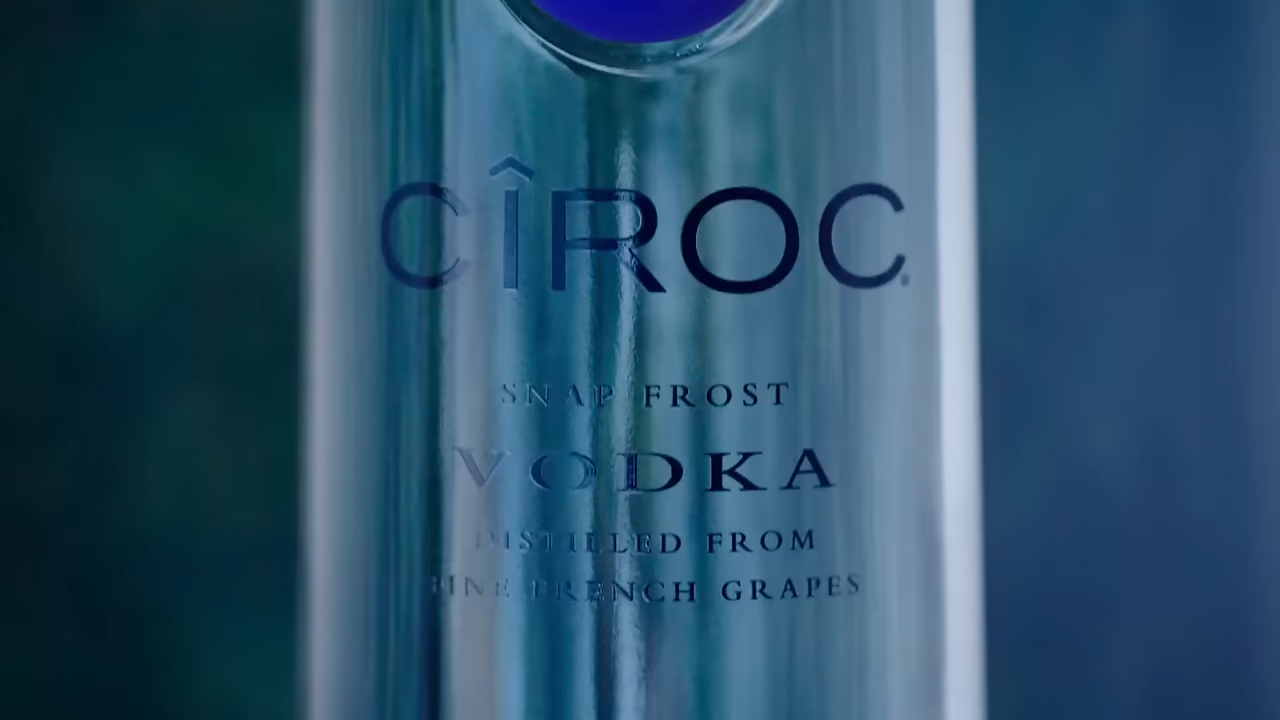 CÎROC
SNAP FROST
VODKA
DISTILLED FROM
FINE FRENCH GRAPES